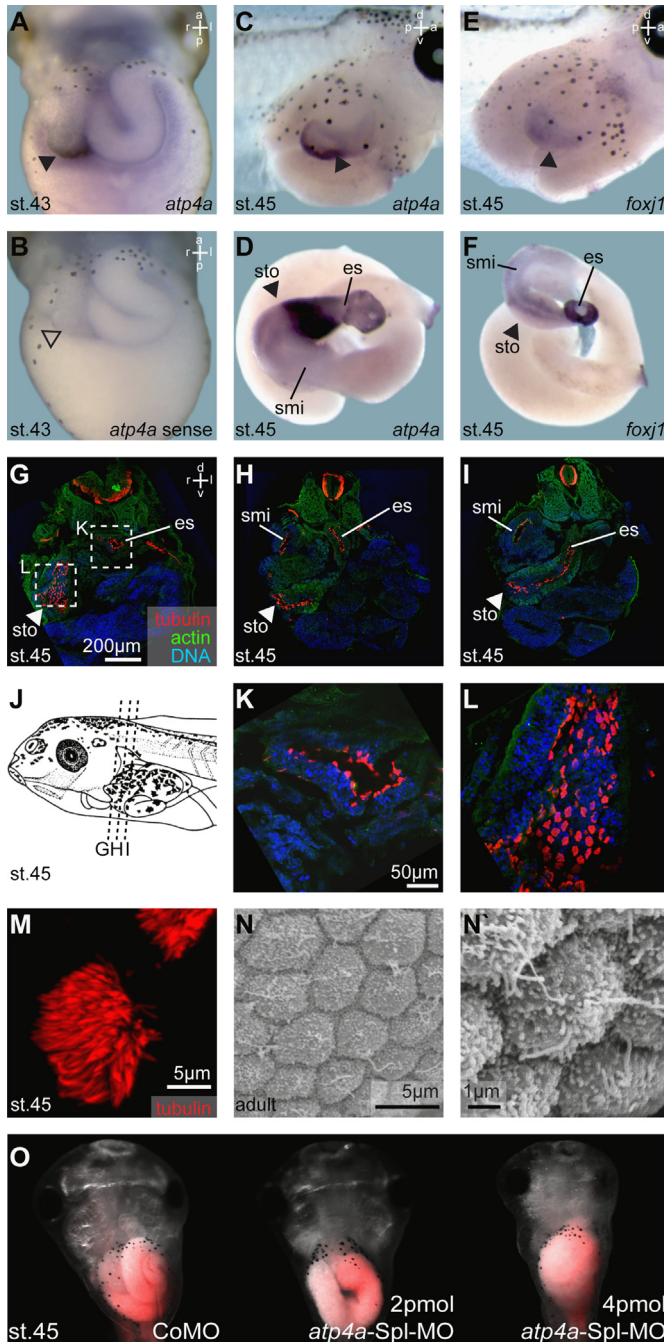 A
a
r l
p
st.43
atp4a
C
d
p a
v
st.45
atp4a
E
d
p a
v
st.45
foxj1
B
a
r l
p
st.43
atp4a sense
D
sto
es
smi
st.45
atp4a
F
smi
es
sto
st.45
foxj1
G
d
r l
v
K
es
L
sto
200µm
tubulin
actin
DNA
st.45
H
smi
es
sto
st.45
I
smi
es
sto
st.45
J
GHI
st.45
K
50µm
L
M
5µm
st.45
tubulin
N
adult
5µm
N`
1µm
O
st.45
CoMO
2pmol
atp4a-Spl-MO
4pmol
atp4a-Spl-MO